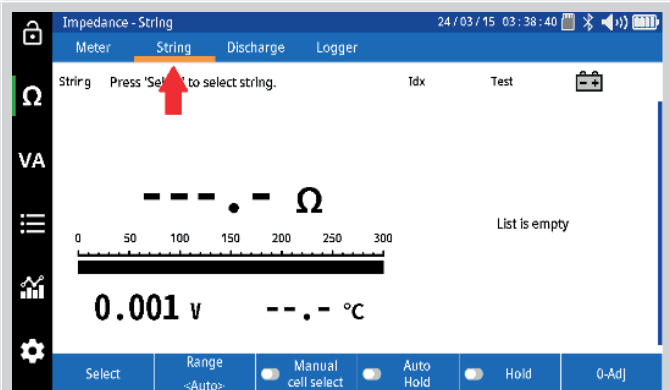 Impedance - String 24/03/15 03:38:40
Meter String Discharge Logger
String Press 'Select' to select string. Idx Test
Ω
VA
---.- Ω
List is empty
0 50 100 150 200 250 300
0.001 V --.- °C
Select Range <Auto> Manual cell select Auto Hold Hold 0-Adj